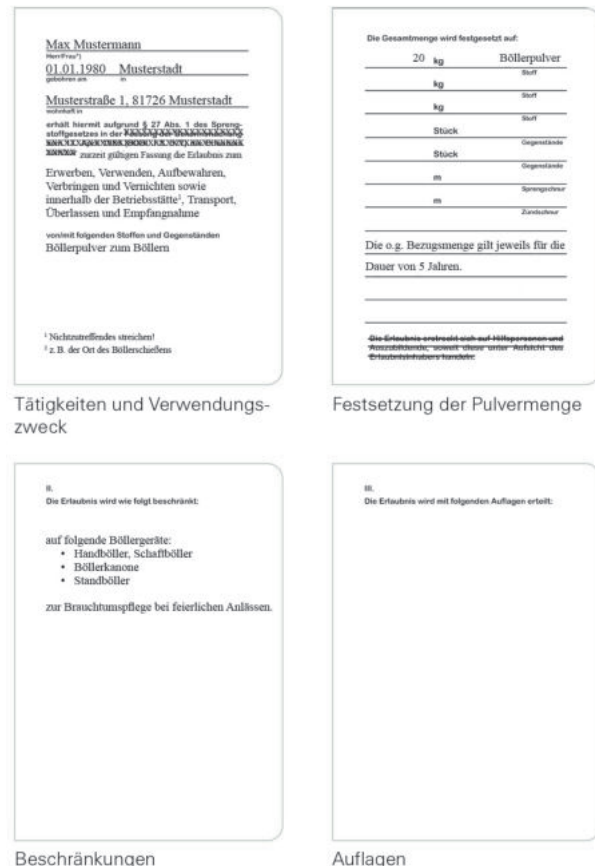 Max Mustermann
Herr/Frau*)
01.01.1980 Musterstadt
geboren am in
Musterstraße 1, 81726 Musterstadt
wohnhaft in
erhält hiermit aufgrund § 27 Abs. 1 des Spreng-
stoffgesetzes in der Fassung der Bekanntmachung
zurzeit gültigen Fassung die Erlaubnis zum
Erwerben, Verwenden, Aufbewahren,
Verbringen und Vernichten sowie
innerhalb der Betriebsstätte¹, Transport,
Überlassen und Empfangnahme
von/mit folgenden Stoffen und Gegenständen
Böllerpulver zum Böllern
¹ Nichtzutreffendes streichen!
² z. B. der Ort des Böllerschießens
Tätigkeiten und Verwendungs-
zweck
Die Gesamtmenge wird festgesetzt auf:
20 kg Böllerpulver
Stoff
kg
Stoff
kg
Stoff
Stück
Gegenstände
Stück
Gegenstände
m
Sprengschnur
m
Zündschnur
Die o.g. Bezugsmenge gilt jeweils für die
Dauer von 5 Jahren.
Die Erlaubnis erstreckt sich auf Hilfspersonen und
Auszubildende, soweit diese unter Aufsicht des
Erlaubnisinhabers handeln.
Festsetzung der Pulvermenge
II.
Die Erlaubnis wird wie folgt beschränkt:
auf folgende Böllergeräte:
• Handböller, Schaftböller
• Böllerkanone
• Standböller
zur Brauchtumspflege bei feierlichen Anlässen.
Beschränkungen
III.
Die Erlaubnis wird mit folgenden Auflagen erteilt:
Auflagen